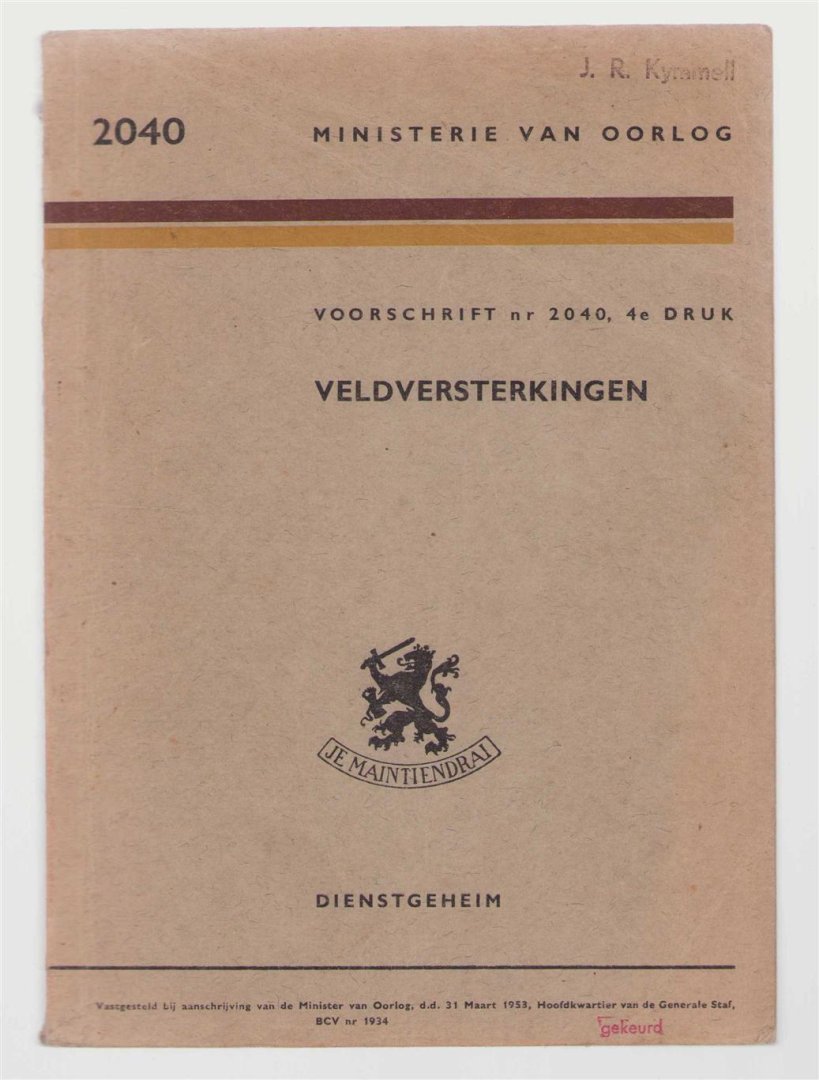 J. R. Kymmell
2040
MINISTERIE VAN OORLOG
VOORSCHRIFT nr 2040, 4e DRUK
VELDVERSTERKINGEN
JE MAINTIENDRAI
DIENSTGEHEIM
Vastgesteld bij aanschrijving van de Minister van Oorlog, d.d. 31 Maart 1953, Hoofdkwartier van de Generale Staf,
BCV nr 1934
gekeurd